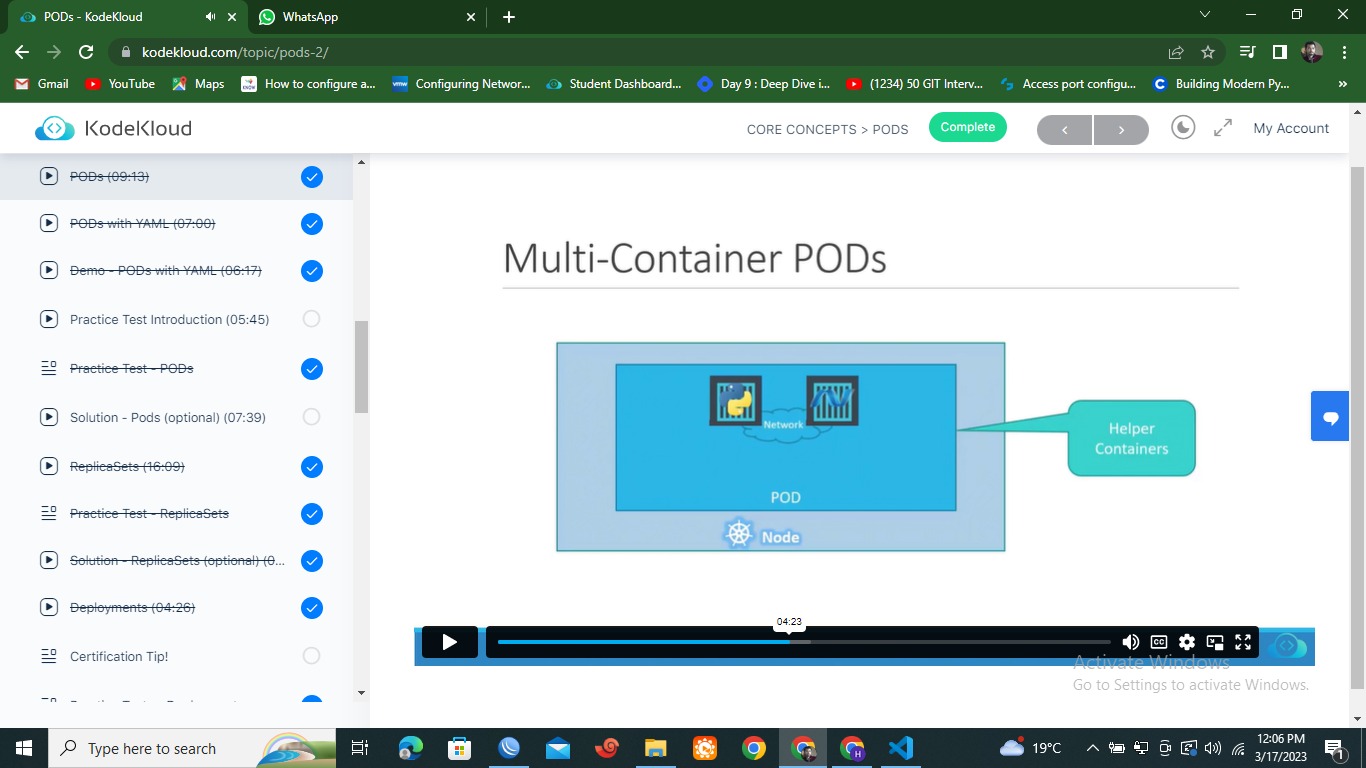 PODs - KodeKloud
WhatsApp
kodekloud.com/topic/pods-2/
Gmail
YouTube
Maps
How to configure a...
Configuring Networ...
Student Dashboard...
Day 9 : Deep Dive i...
(1234) 50 GIT Interv...
Access port configu...
Building Modern Py...
KodeKloud
CORE CONCEPTS > PODS
Complete
My Account
PODs (09:13)
PODs with YAML (07:00)
Demo - PODs with YAML (06:17)
Practice Test Introduction (05:45)
Practice Test - PODs
Solution - Pods (optional) (07:39)
ReplicaSets (16:09)
Practice Test - ReplicaSets
Solution - ReplicaSets (optional) (0...
Deployments (04:26)
Certification Tip!
Multi-Container PODs
Network
POD
Node
Helper
Containers
04:23
Activate Windows
Go to Settings to activate Windows.
Type here to search
19°C
12:06 PM
3/17/2023